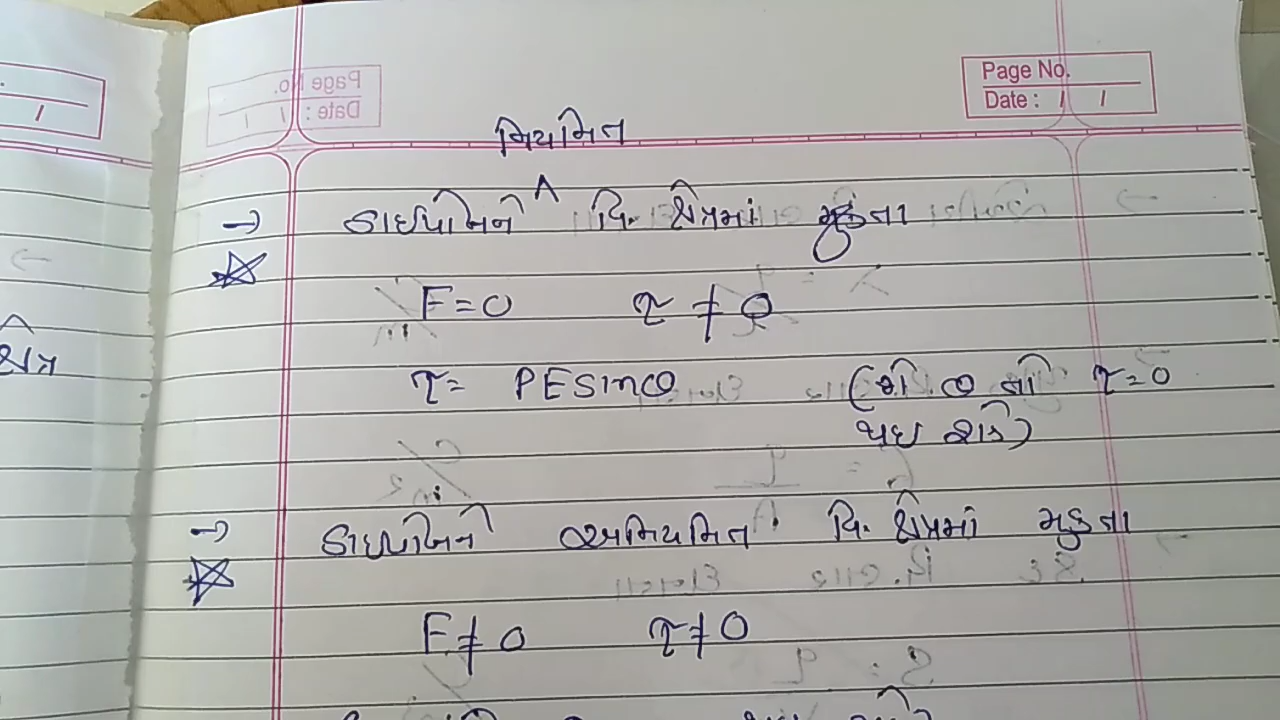 Page No.
Date : / /
નિયમિત
→ ડાઈપોલને ^ વિ. ક્ષેત્રમાં મુકતા
F = 0 τ ≠ 0
τ = PESinθ (જો θ તો τ = 0
થઇ શકે)
→ ડાઈપોલને અનિયમિત વિ. ક્ષેત્રમાં મુકતા
F ≠ 0 τ ≠ 0
ક્ષેત્ર